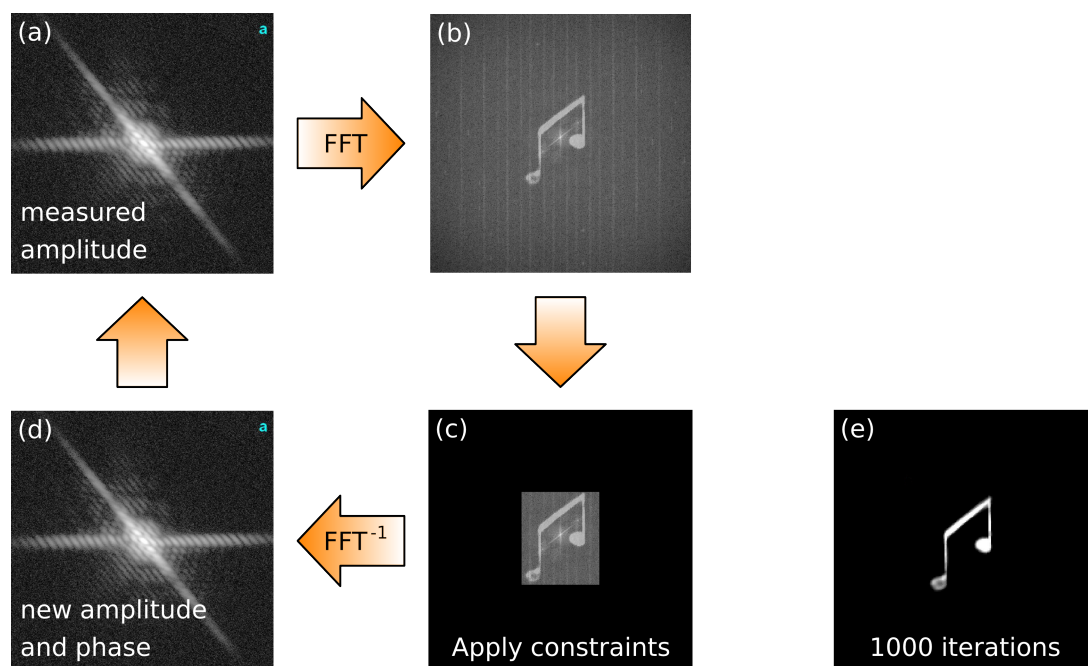 (a)
a
measured
amplitude
FFT
(b)
(d)
a
new amplitude
and phase
FFT-1
(c)
Apply constraints
(e)
1000 iterations